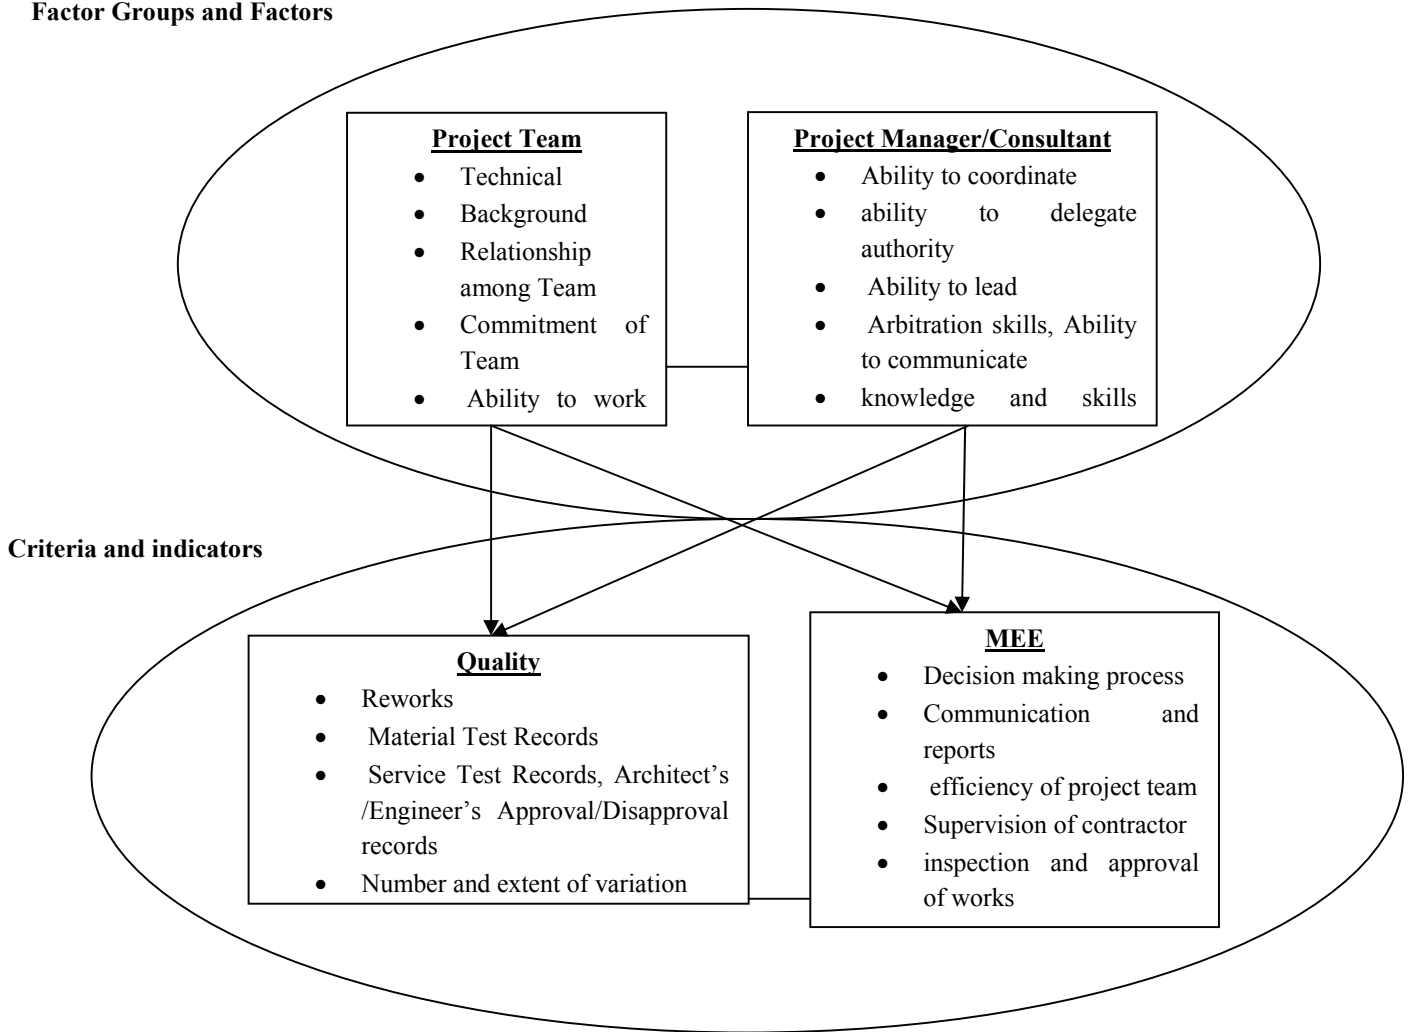 Factor Groups and Factors
Project Team
• Technical
• Background
• Relationship
among Team
• Commitment of
Team
• Ability to work
Project Manager/Consultant
• Ability to coordinate
• ability to delegate
authority
• Ability to lead
• Arbitration skills, Ability
to communicate
• knowledge and skills
Criteria and indicators
Quality
• Reworks
• Material Test Records
• Service Test Records, Architect’s
/Engineer’s Approval/Disapproval
records
• Number and extent of variation
MEE
• Decision making process
• Communication and
reports
• efficiency of project team
• Supervision of contractor
• inspection and approval
of works